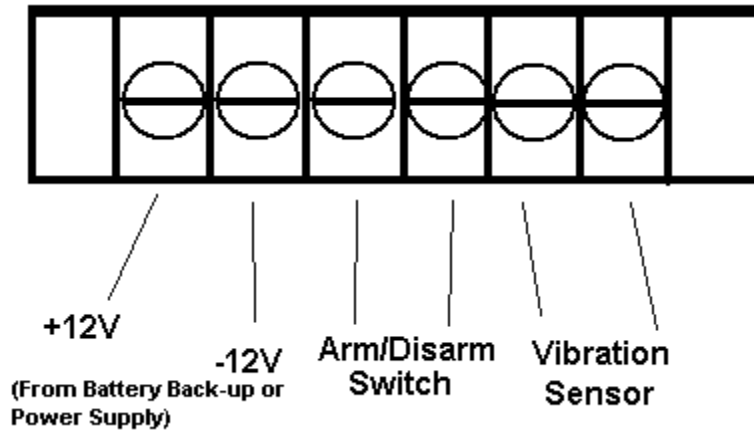 +12V
-12V
(From Battery Back-up or
Power Supply)
Arm/Disarm
Switch
Vibration
Sensor